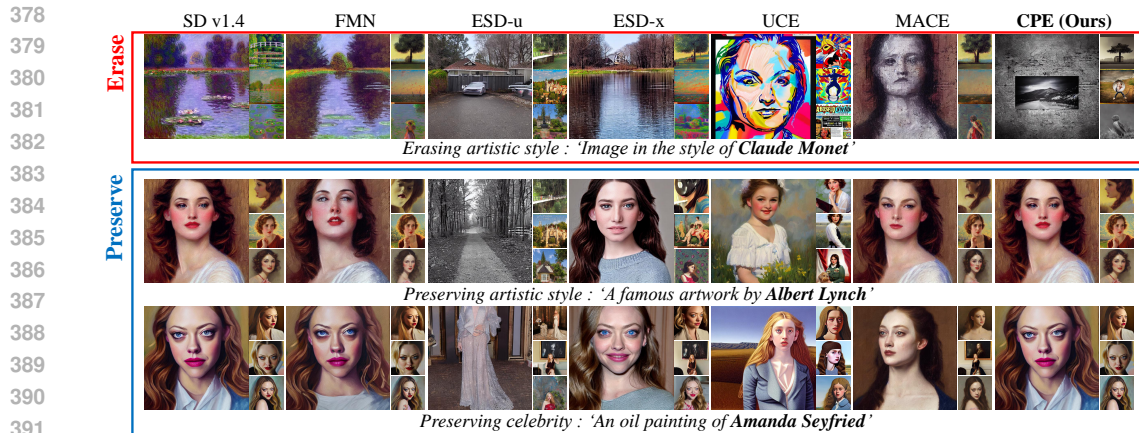 378
SD v1.4 FMN ESD-u ESD-x UCE MACE CPE (Ours)
379
380
381
382
Erase
Erasing artistic style : ‘Image in the style of Claude Monet’
383
384
385
386
387
Preserve
Preserving artistic style : ‘A famous artwork by Albert Lynch’
388
389
390
391
Preserving celebrity : ‘An oil painting of Amanda Seyfried’